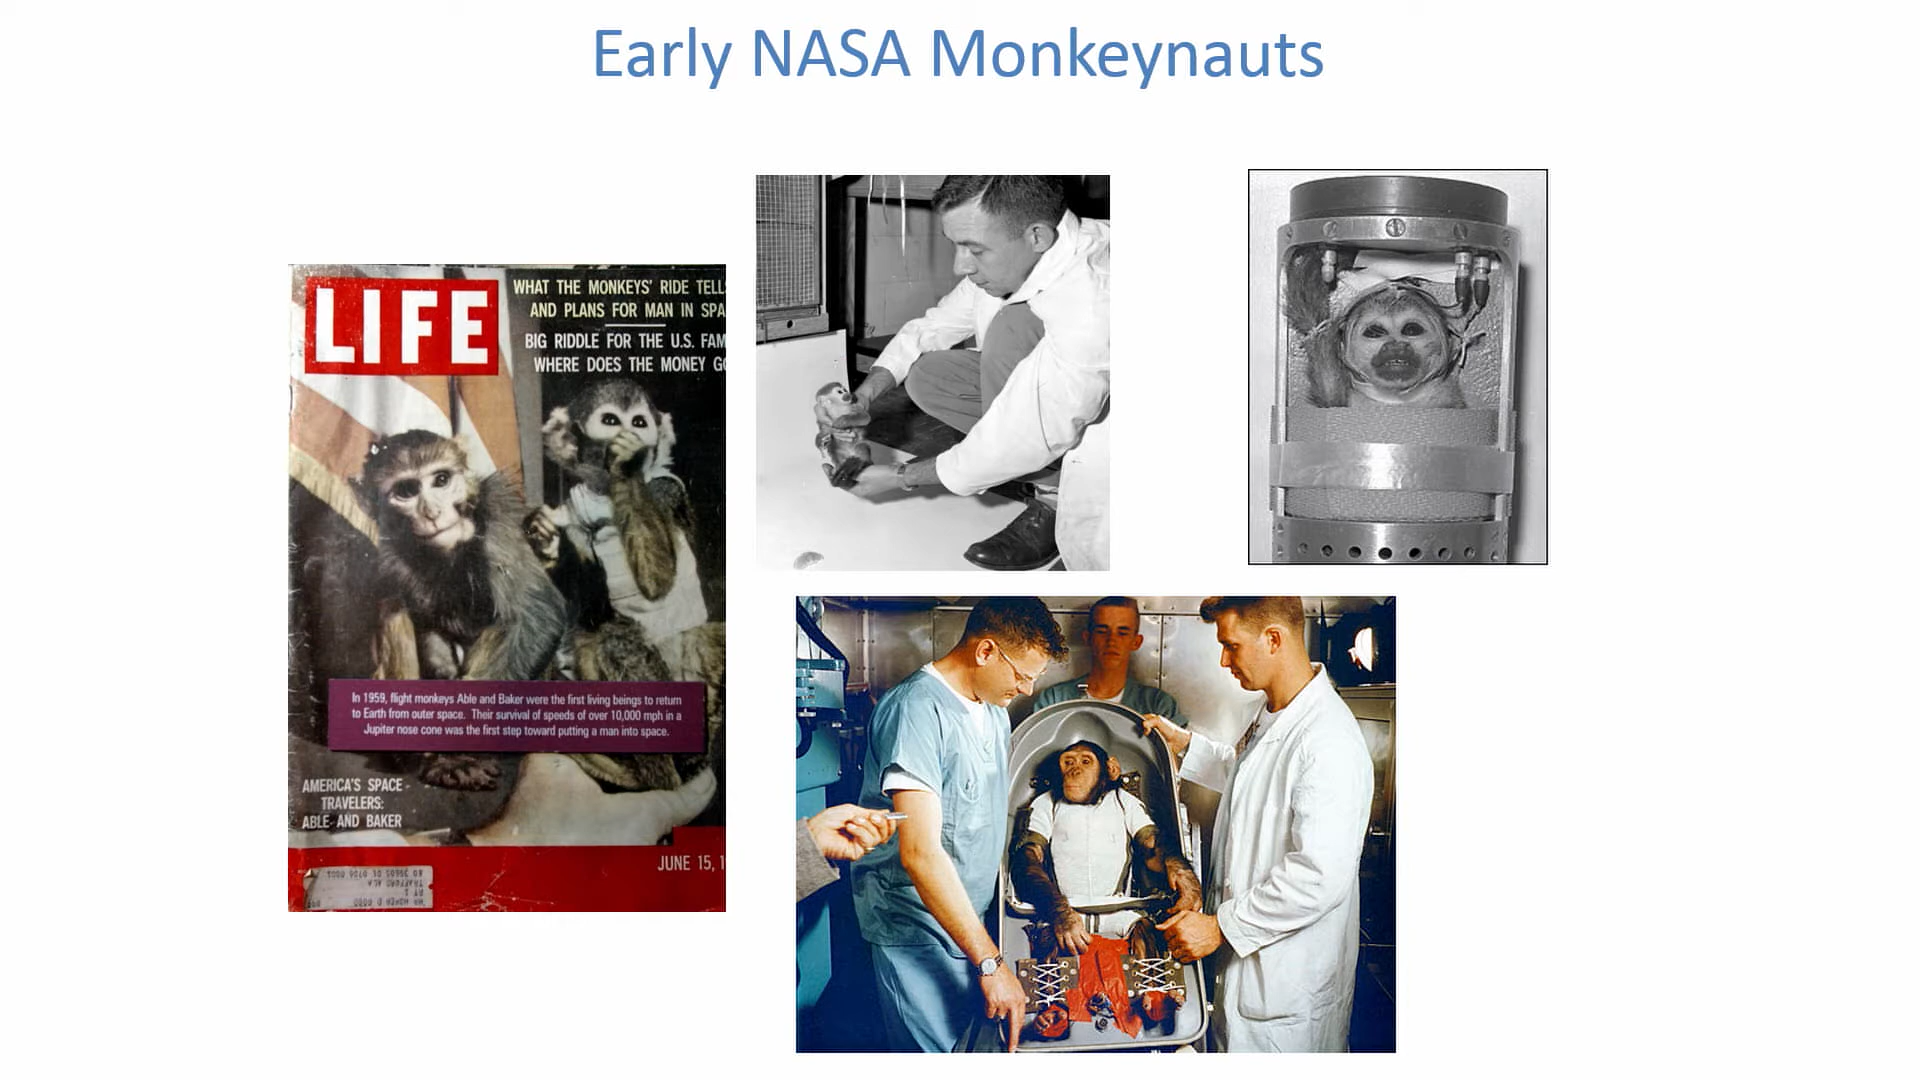 Early NASA Monkeynauts
LIFE
WHAT THE MONKEYS' RIDE TELLS
AND PLANS FOR MAN IN SPA
BIG RIDDLE FOR THE U.S. FAM
WHERE DOES THE MONEY GO
In 1959, flight monkeys Able and Baker were the first living beings to return
to Earth from outer space. Their survival of speeds of over 10,000 mph in a
Jupiter nose cone was the first step toward putting a man into space.
AMERICA'S SPACE
TRAVELERS:
ABLE AND BAKER
JUNE 15, 1